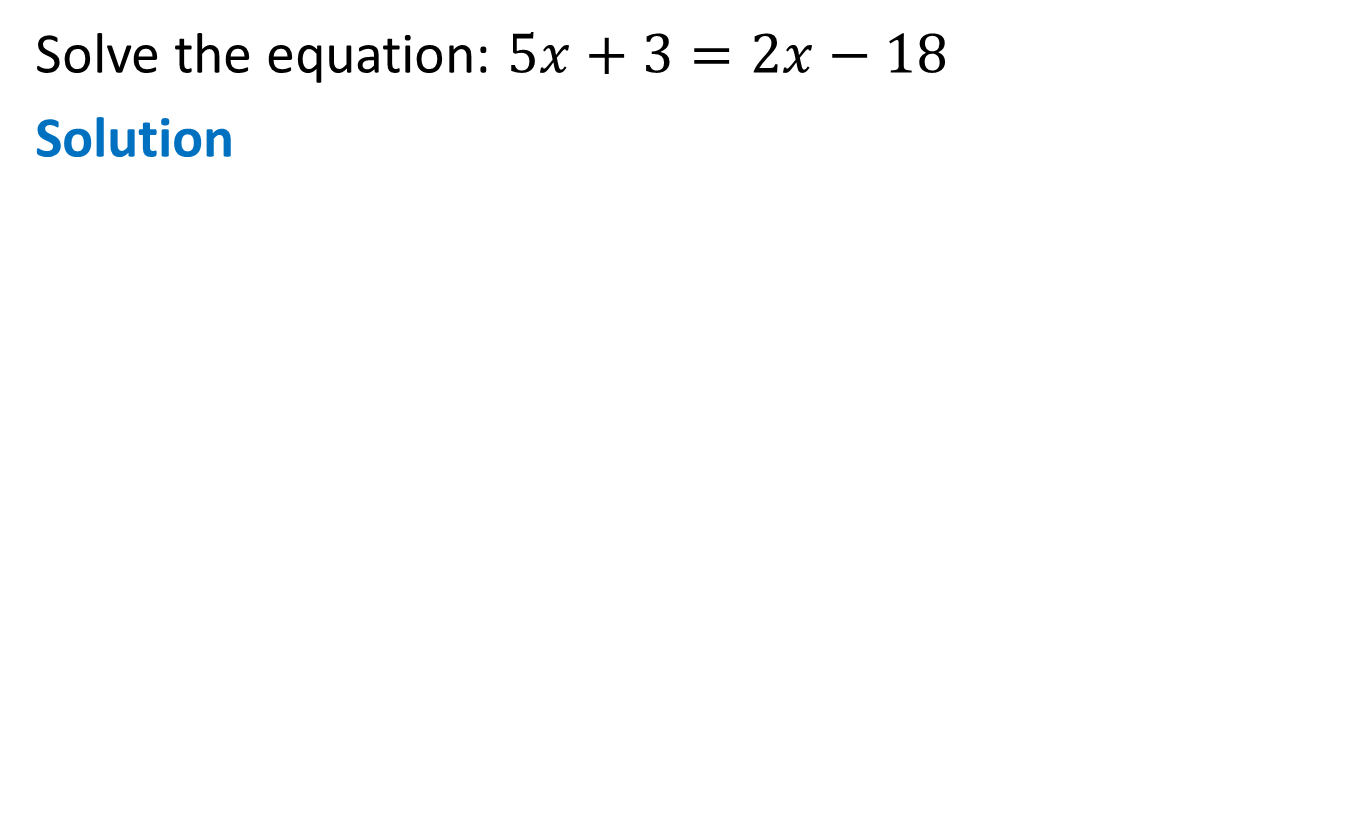 Solve the equation: 5𝑥 + 3 = 2𝑥 − 18
Solution